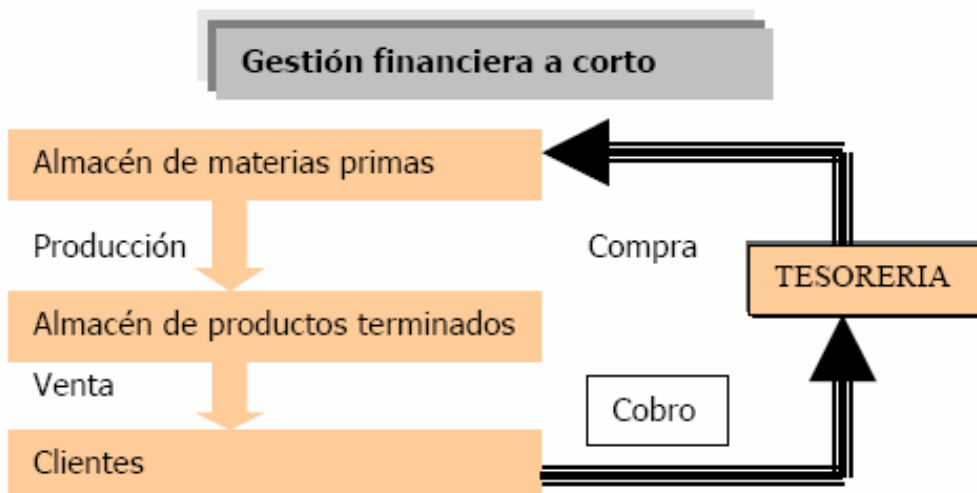 Gestión financiera a corto
Almacén de materias primas
Producción
Compra
TESORERIA
Almacén de productos terminados
Venta
Cobro
Clientes